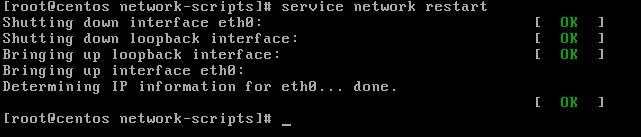 [root@centos network-scripts]# service network restart
Shutting down interface eth0: [ OK ]
Shutting down loopback interface: [ OK ]
Bringing up loopback interface: [ OK ]
Bringing up interface eth0:
Determining IP information for eth0... done.
[ OK ]
[root@centos network-scripts]# _